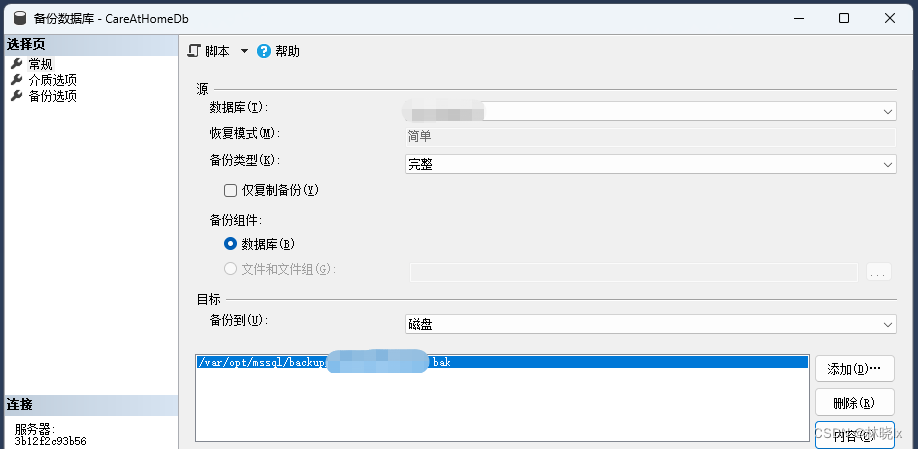 备份数据库 - CareAtHomeDb
选择页
常规
介质选项
备份选项
脚本
帮助
源
数据库(T):
恢复模式(M):
简单
备份类型(K):
完整
仅复制备份(Y)
备份组件:
数据库(B)
文件和文件组(G):
...
目标
备份到(U):
磁盘
/var/opt/mssql/backup
bak
添加(D)...
删除(R)
内容(C)
连接
服务器:
3b12f2c93b56
CSDN @林晓x